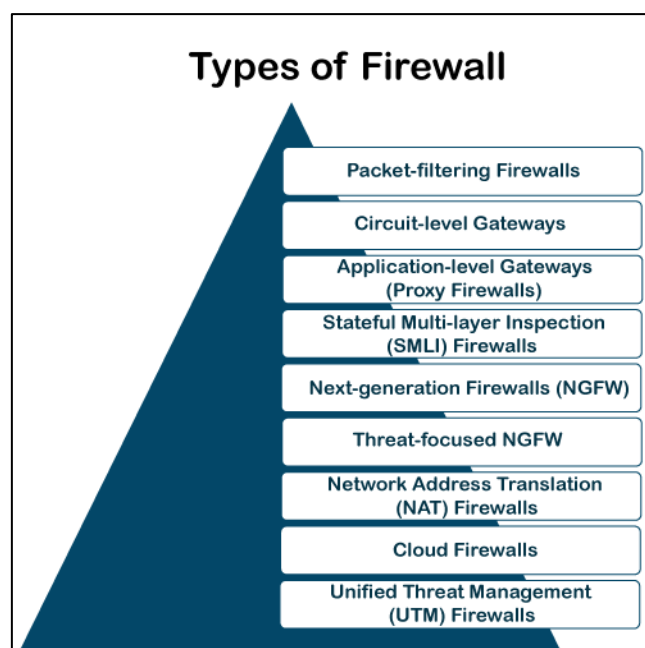 Types of Firewall
Packet-filtering Firewalls
Circuit-level Gateways
Application-level Gateways
(Proxy Firewalls)
Stateful Multi-layer Inspection
(SMLI) Firewalls
Next-generation Firewalls (NGFW)
Threat-focused NGFW
Network Address Translation
(NAT) Firewalls
Cloud Firewalls
Unified Threat Management
(UTM) Firewalls